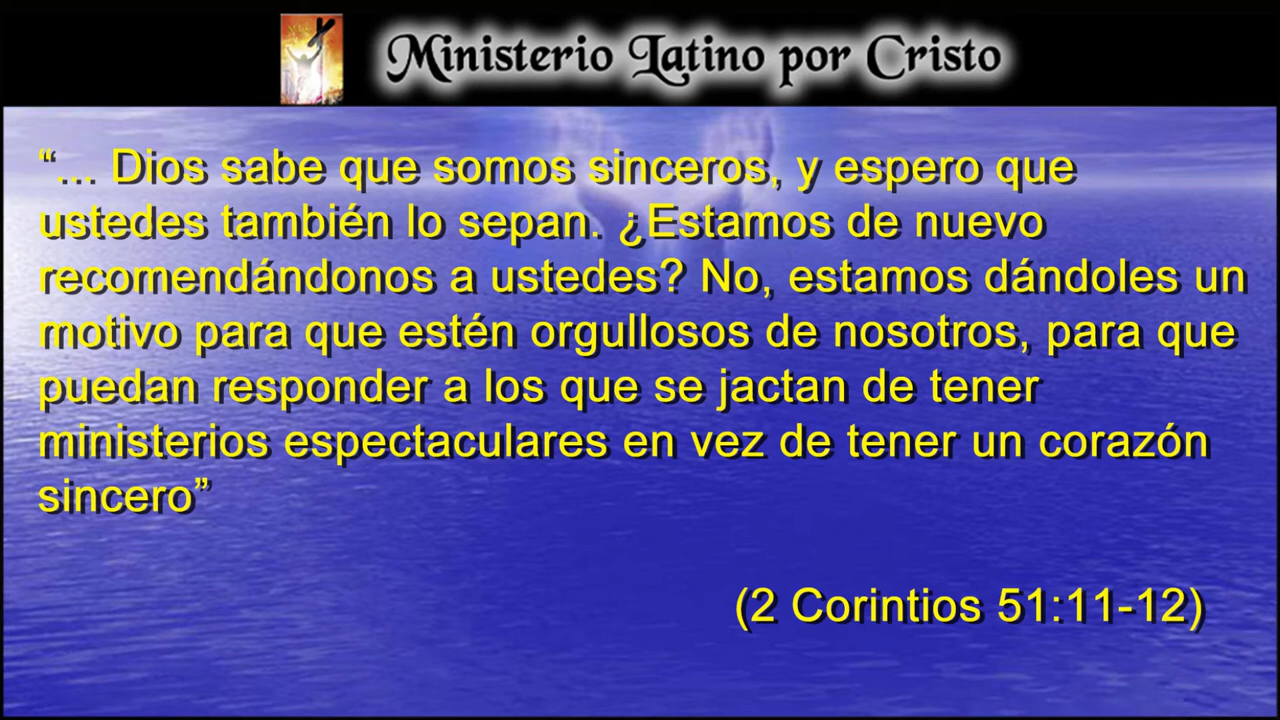 Ministerio Latino por Cristo
“... Dios sabe que somos sinceros, y espero que
ustedes también lo sepan. ¿Estamos de nuevo
recomendándonos a ustedes? No, estamos dándoles un
motivo para que estén orgullosos de nosotros, para que
puedan responder a los que se jactan de tener
ministerios espectaculares en vez de tener un corazón
sincero”
(2 Corintios 51:11-12)